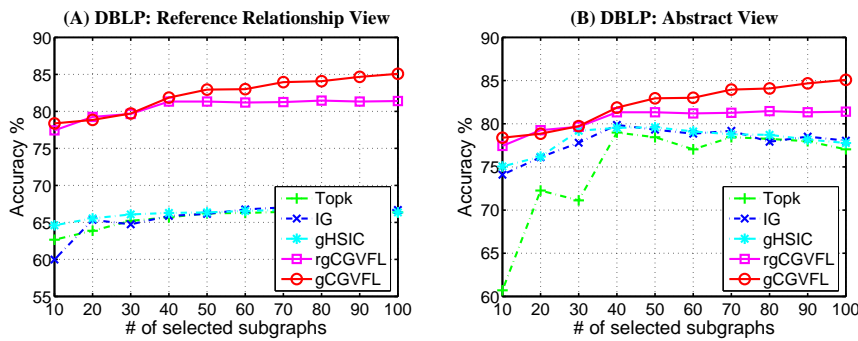 (A) DBLP: Reference Relationship View
90
85
80
75
70
65
60
55
Accuracy %
10 20 30 40 50 60 70 80 90 100
# of selected subgraphs
Topk
IG
gHSIC
rgCGVFL
gCGVFL
(B) DBLP: Abstract View
90
85
80
75
70
65
60
Accuracy %
10 20 30 40 50 60 70 80 90 100
# of selected subgraphs
Topk
IG
gHSIC
rgCGVFL
gCGVFL